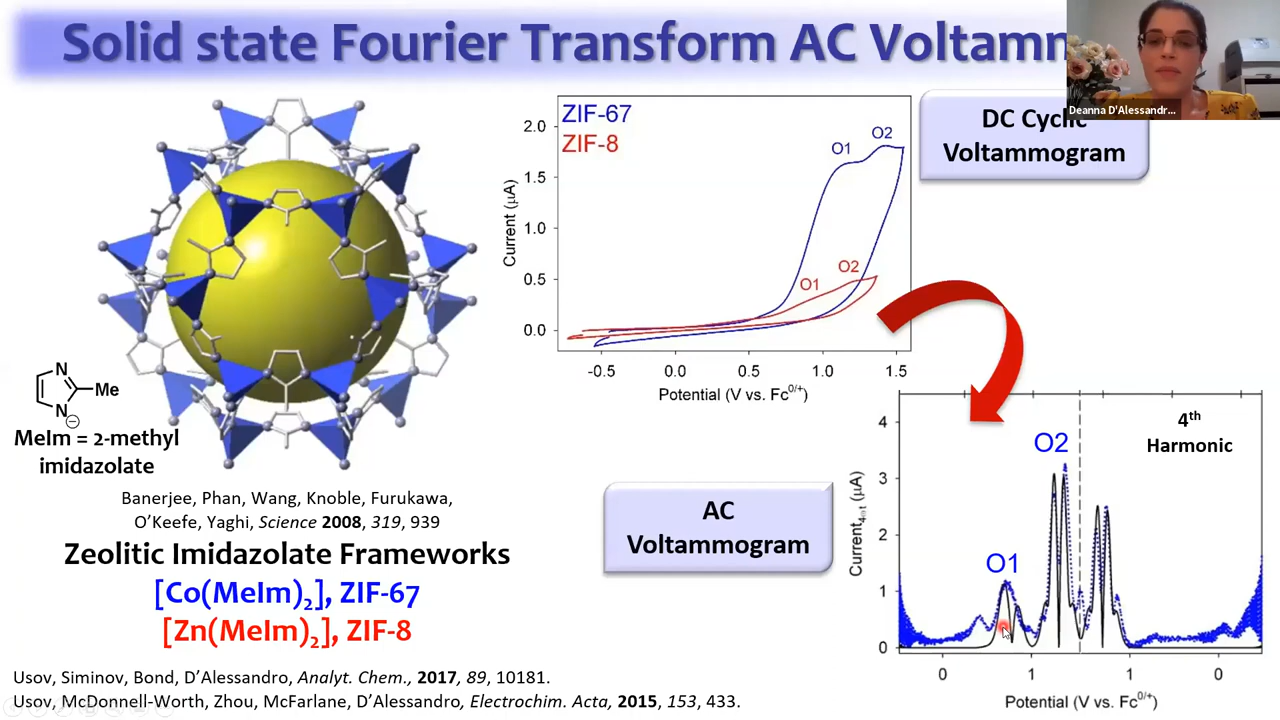 Solid state Fourier Transform AC Voltamm
Deanna D'Alessandr...
ZIF-67
ZIF-8
O1
O2
O1
O2
2.0
1.5
1.0
0.5
0.0
Current (µA)
-0.5
0.0
0.5
1.0
1.5
Potential (V vs. Fc⁰ᐟ⁺)
DC Cyclic
Voltammogram
N
Me
N
⊖
MeIm = 2-methyl
imidazolate
Banerjee, Phan, Wang, Knoble, Furukawa,
O'Keefe, Yaghi, Science 2008, 319, 939
Zeolitic Imidazolate Frameworks
[Co(MeIm)₂], ZIF-67
[Zn(MeIm)₂], ZIF-8
AC
Voltammogram
4th
Harmonic
O1
O2
4
3
2
1
0
Current4ωt (µA)
0
1
1
0
Potential (V vs. Fc⁰ᐟ⁺)
Usov, Siminov, Bond, D'Alessandro, Analyt. Chem., 2017, 89, 10181.
Usov, McDonnell-Worth, Zhou, McFarlane, D'Alessandro, Electrochim. Acta, 2015, 153, 433.